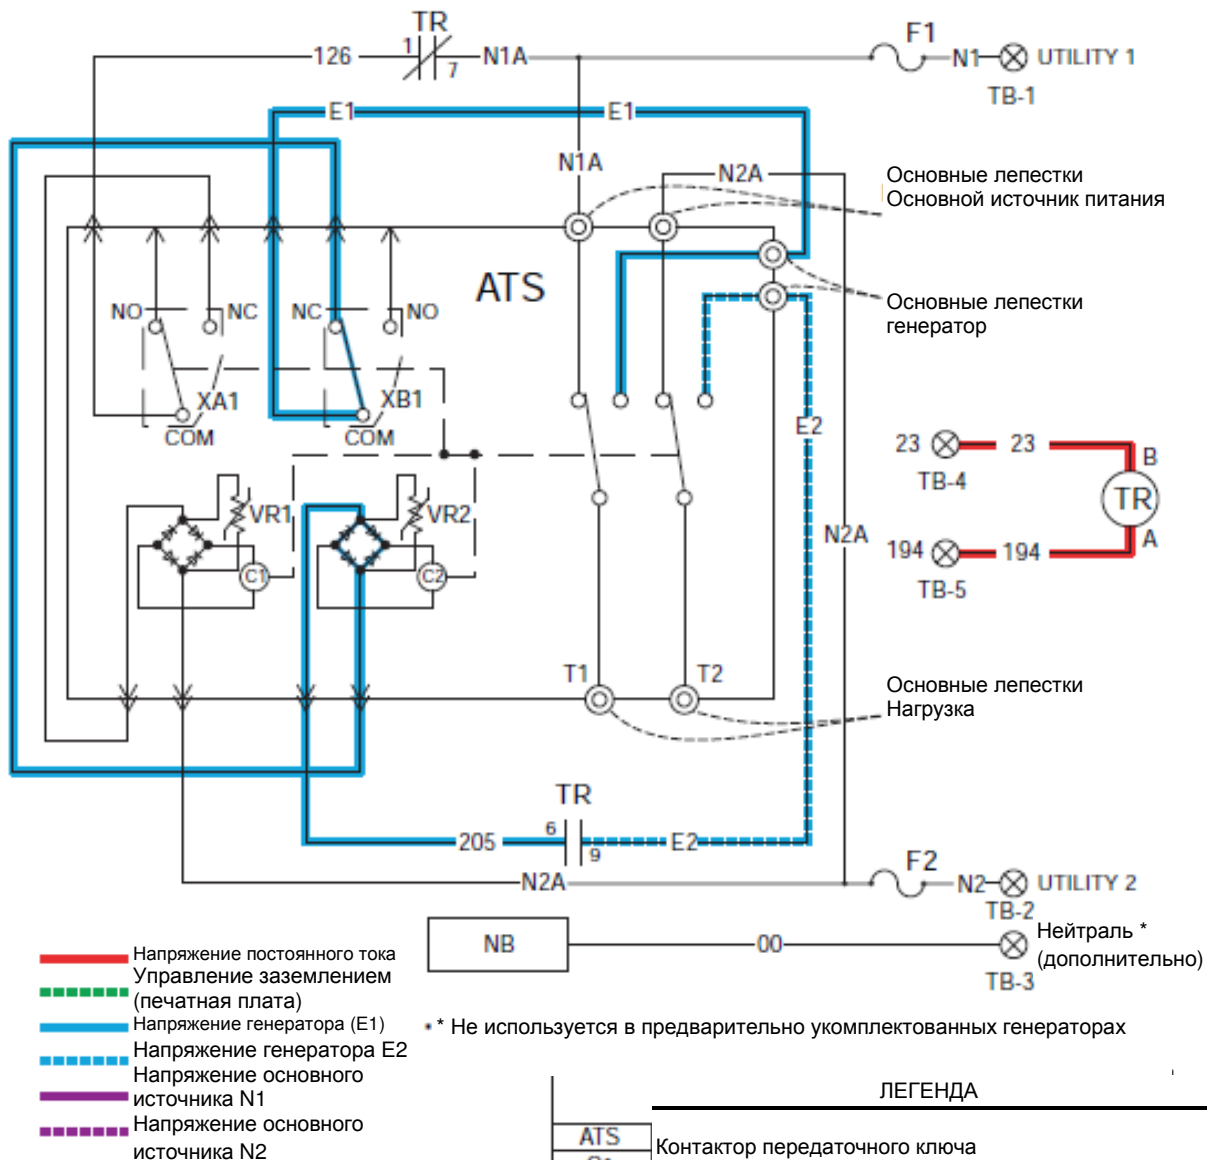 TR
126
1
7
N1A
F1
N1
UTILITY 1
TB-1
E1
E1
N1A
N2A
Основные лепестки
Основной источник питания
ATS
Основные лепестки
генератор
NO
NC
NC
NO
XA1
XB1
COM
COM
E2
23
23
B
TB-4
TR
VR1
VR2
N2A
194
194
A
TB-5
C1
C2
T1
T2
Основные лепестки
Нагрузка
TR
6
9
205
E2
F2
N2A
N2
UTILITY 2
TB-2
NB
00
Нейтраль *
(дополнительно)
TB-3
Напряжение постоянного тока
Управление заземлением
(печатная плата)
Напряжение генератора (E1)
* Не используется в предварительно укомплектованных генераторах
Напряжение генератора E2
Напряжение основного
источника N1
Напряжение основного
источника N2
ЛЕГЕНДА
ATS
Контактор передаточного ключа